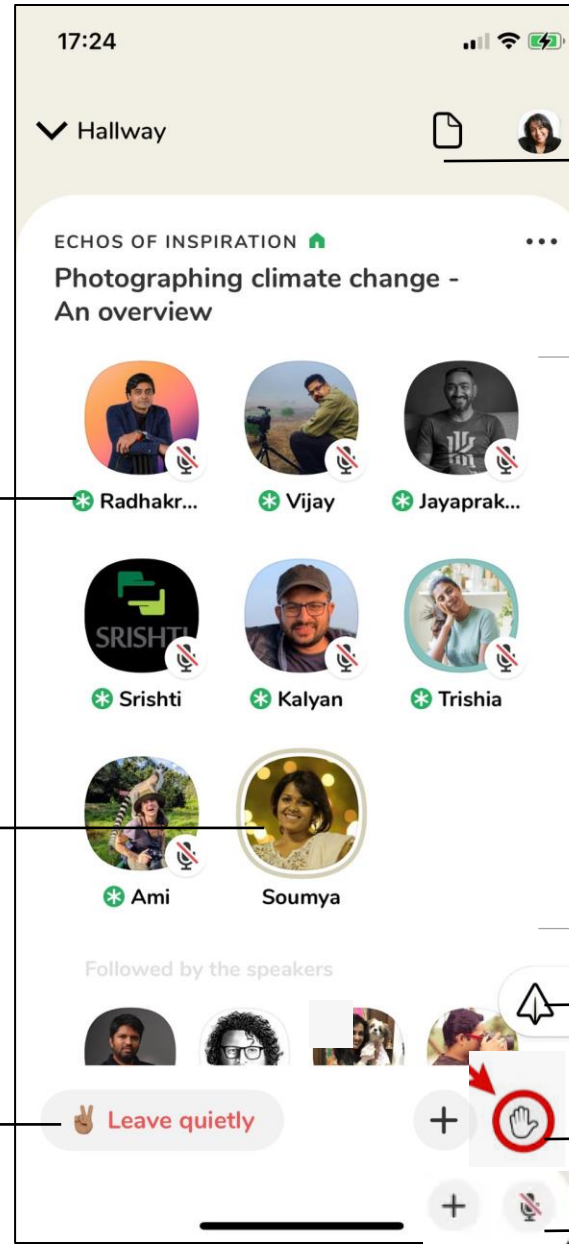 17:24
Hallway
ECHOS OF INSPIRATION
Photographing climate change -
An overview
Radhakr...
Vijay
Jayaprak...
SRISHTI
Srishti
Kalyan
Trishia
Ami
Soumya
Followed by the speakers
Leave quietly